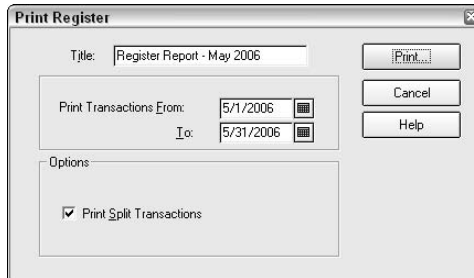 Print Register
Title: Register Report - May 2006
Print...
Cancel
Help
Print Transactions From: 5/1/2006
To: 5/31/2006
Options
Print Split Transactions